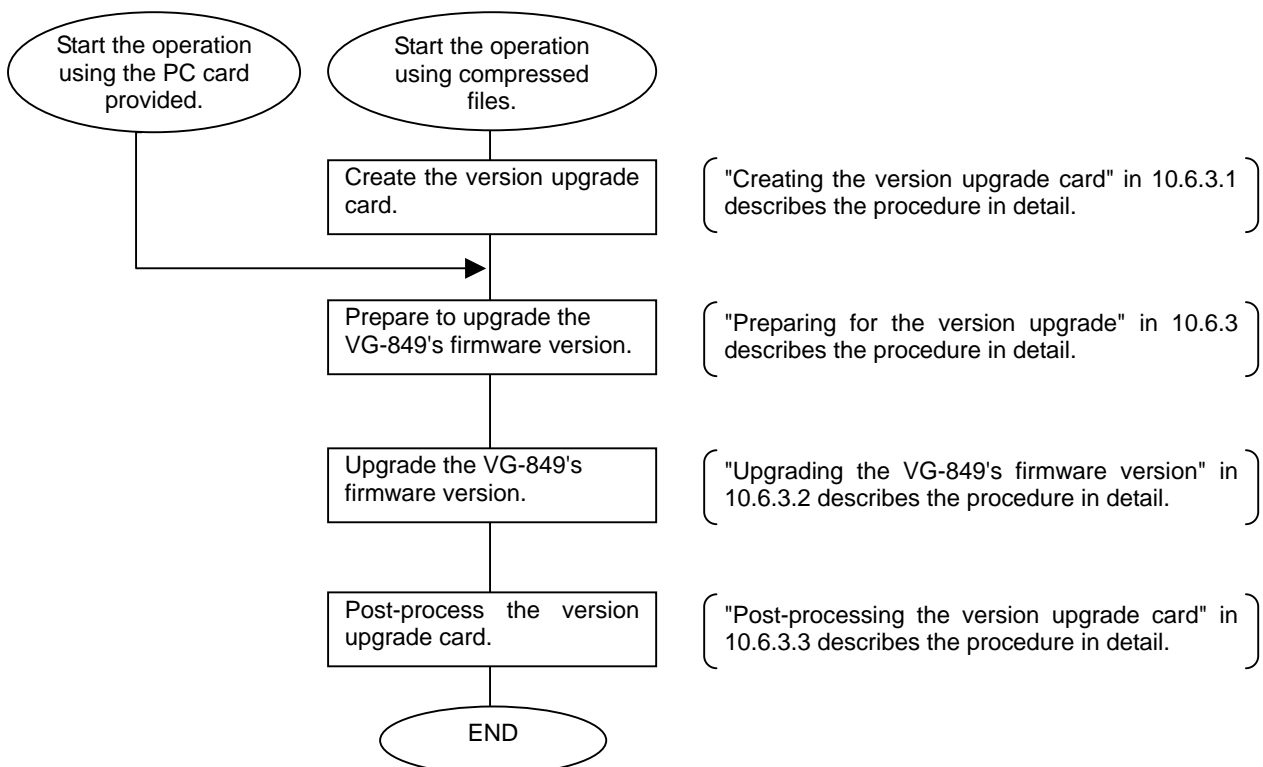 Start the operation
using the PC card
provided.
Start the operation
using compressed
files.
Create the version upgrade
card.
"Creating the version upgrade card" in 10.6.3.1
describes the procedure in detail.
Prepare to upgrade the
VG-849's firmware version.
"Preparing for the version upgrade" in 10.6.3
describes the procedure in detail.
Upgrade the VG-849's
firmware version.
"Upgrading the VG-849's firmware version" in
10.6.3.2 describes the procedure in detail.
Post-process the version
upgrade card.
"Post-processing the version upgrade card" in
10.6.3.3 describes the procedure in detail.
END